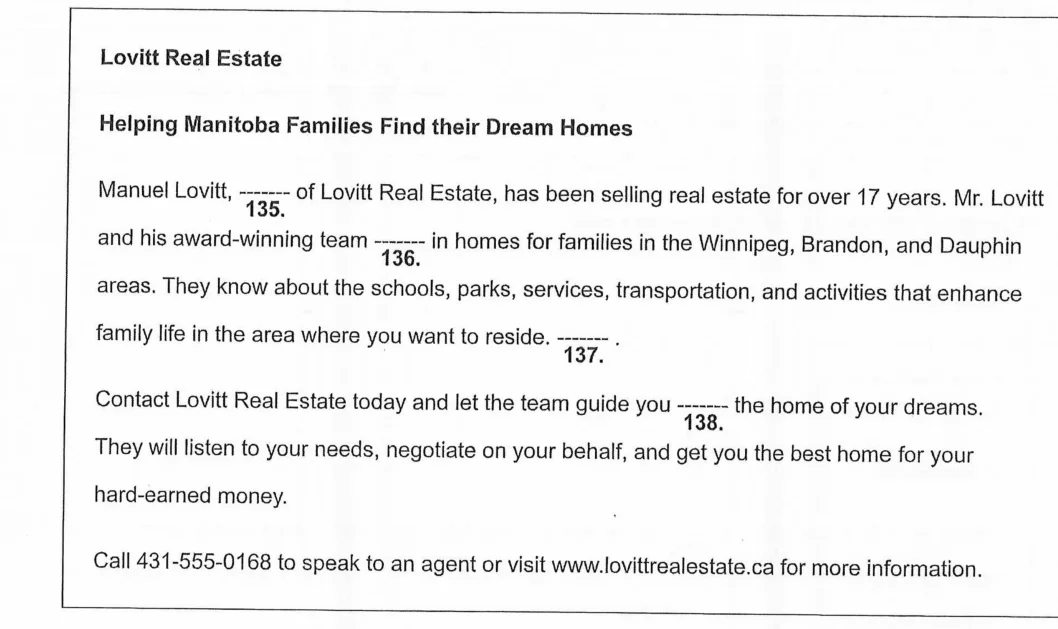 Lovitt Real Estate
Helping Manitoba Families Find their Dream Homes
Manuel Lovitt, ------- of Lovitt Real Estate, has been selling real estate for over 17 years. Mr. Lovitt
135.
and his award-winning team ------- in homes for families in the Winnipeg, Brandon, and Dauphin
136.
areas. They know about the schools, parks, services, transportation, and activities that enhance
family life in the area where you want to reside. ------- .
137.
Contact Lovitt Real Estate today and let the team guide you ------- the home of your dreams.
138.
They will listen to your needs, negotiate on your behalf, and get you the best home for your
hard-earned money.
Call 431-555-0168 to speak to an agent or visit www.lovittrealestate.ca for more information.